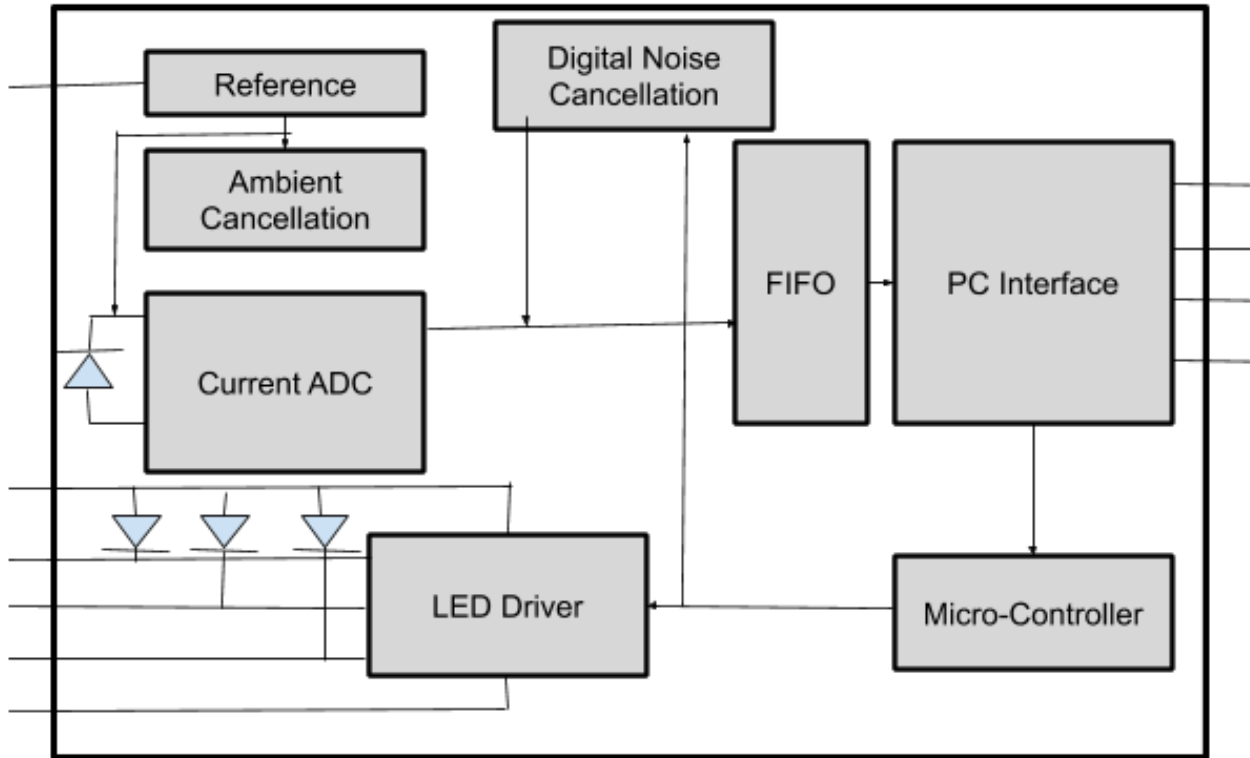 Reference
Digital Noise
Cancellation
Ambient
Cancellation
FIFO
PC Interface
Current ADC
LED Driver
Micro-Controller